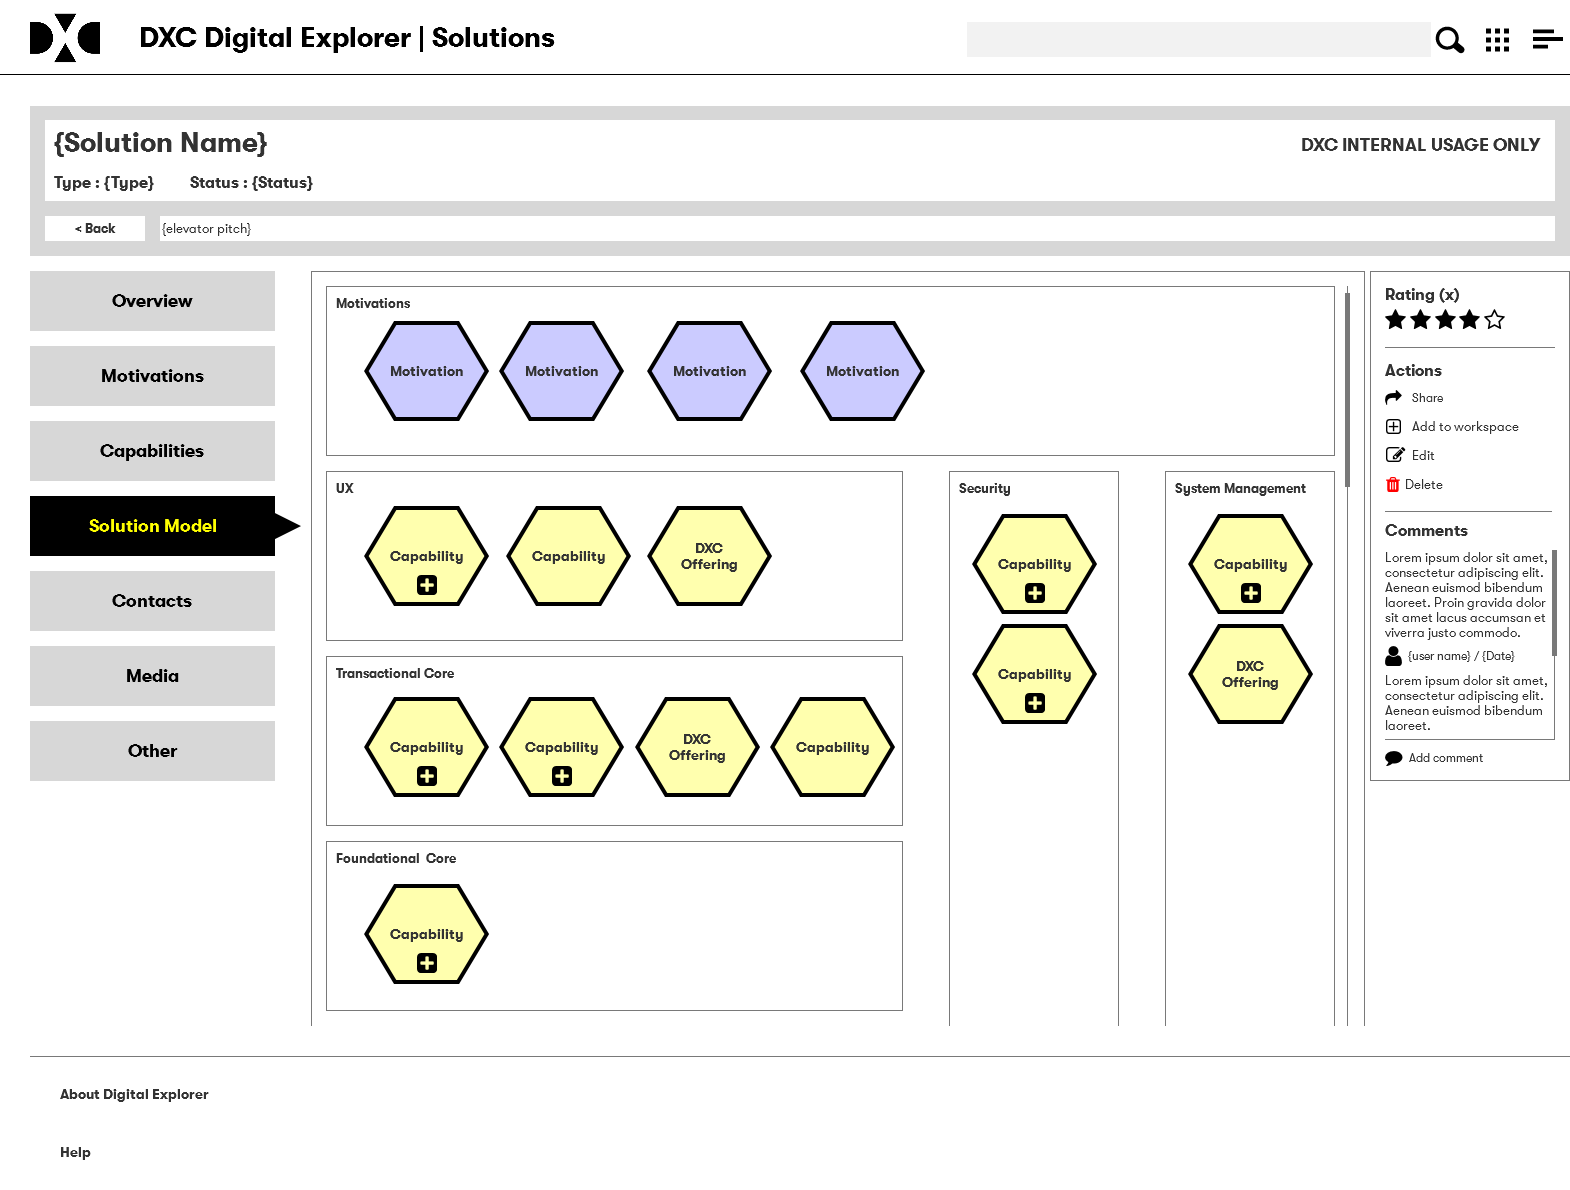 DXC
DXC Digital Explorer | Solutions
{Solution Name}
DXC INTERNAL USAGE ONLY
Type : {Type}
Status : {Status}
< Back
{elevator pitch}
Overview
Motivations
Capabilities
Solution Model
Contacts
Media
Other
Motivations
Motivation
Motivation
Motivation
Motivation
UX
Capability
Capability
DXC
Offering
Transactional Core
Capability
Capability
DXC
Offering
Capability
Foundational  Core
Capability
Security
Capability
Capability
System Management
Capability
DXC
Offering
Rating (x)
Actions
Share
Add to workspace
Edit
Delete
Comments
Lorem ipsum dolor sit amet,
consectetur adipiscing elit.
Aenean euismod bibendum
laoreet. Proin gravida dolor
sit amet lacus accumsan et
viverra justo commodo.
{user name} / {Date}
Lorem ipsum dolor sit amet,
consectetur adipiscing elit.
Aenean euismod bibendum
laoreet.
Add comment
About Digital Explorer
Help